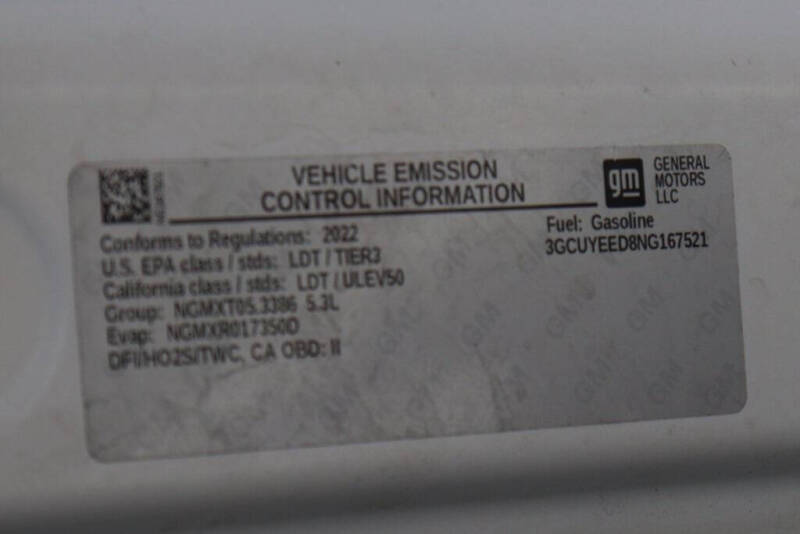 VEHICLE EMISSION
CONTROL INFORMATION
gm
GENERAL
MOTORS
LLC
Conforms to Regulations: 2022
U.S. EPA class / stds: LDT / TIER3
California class / stds: LDT / ULEV50
Group: NGMXT05.3386 5.3L
Evap: NGMXR0173500
DFI/HO2S/TWC, CA OBD: II
Fuel: Gasoline
3GCUYEED8NG167521